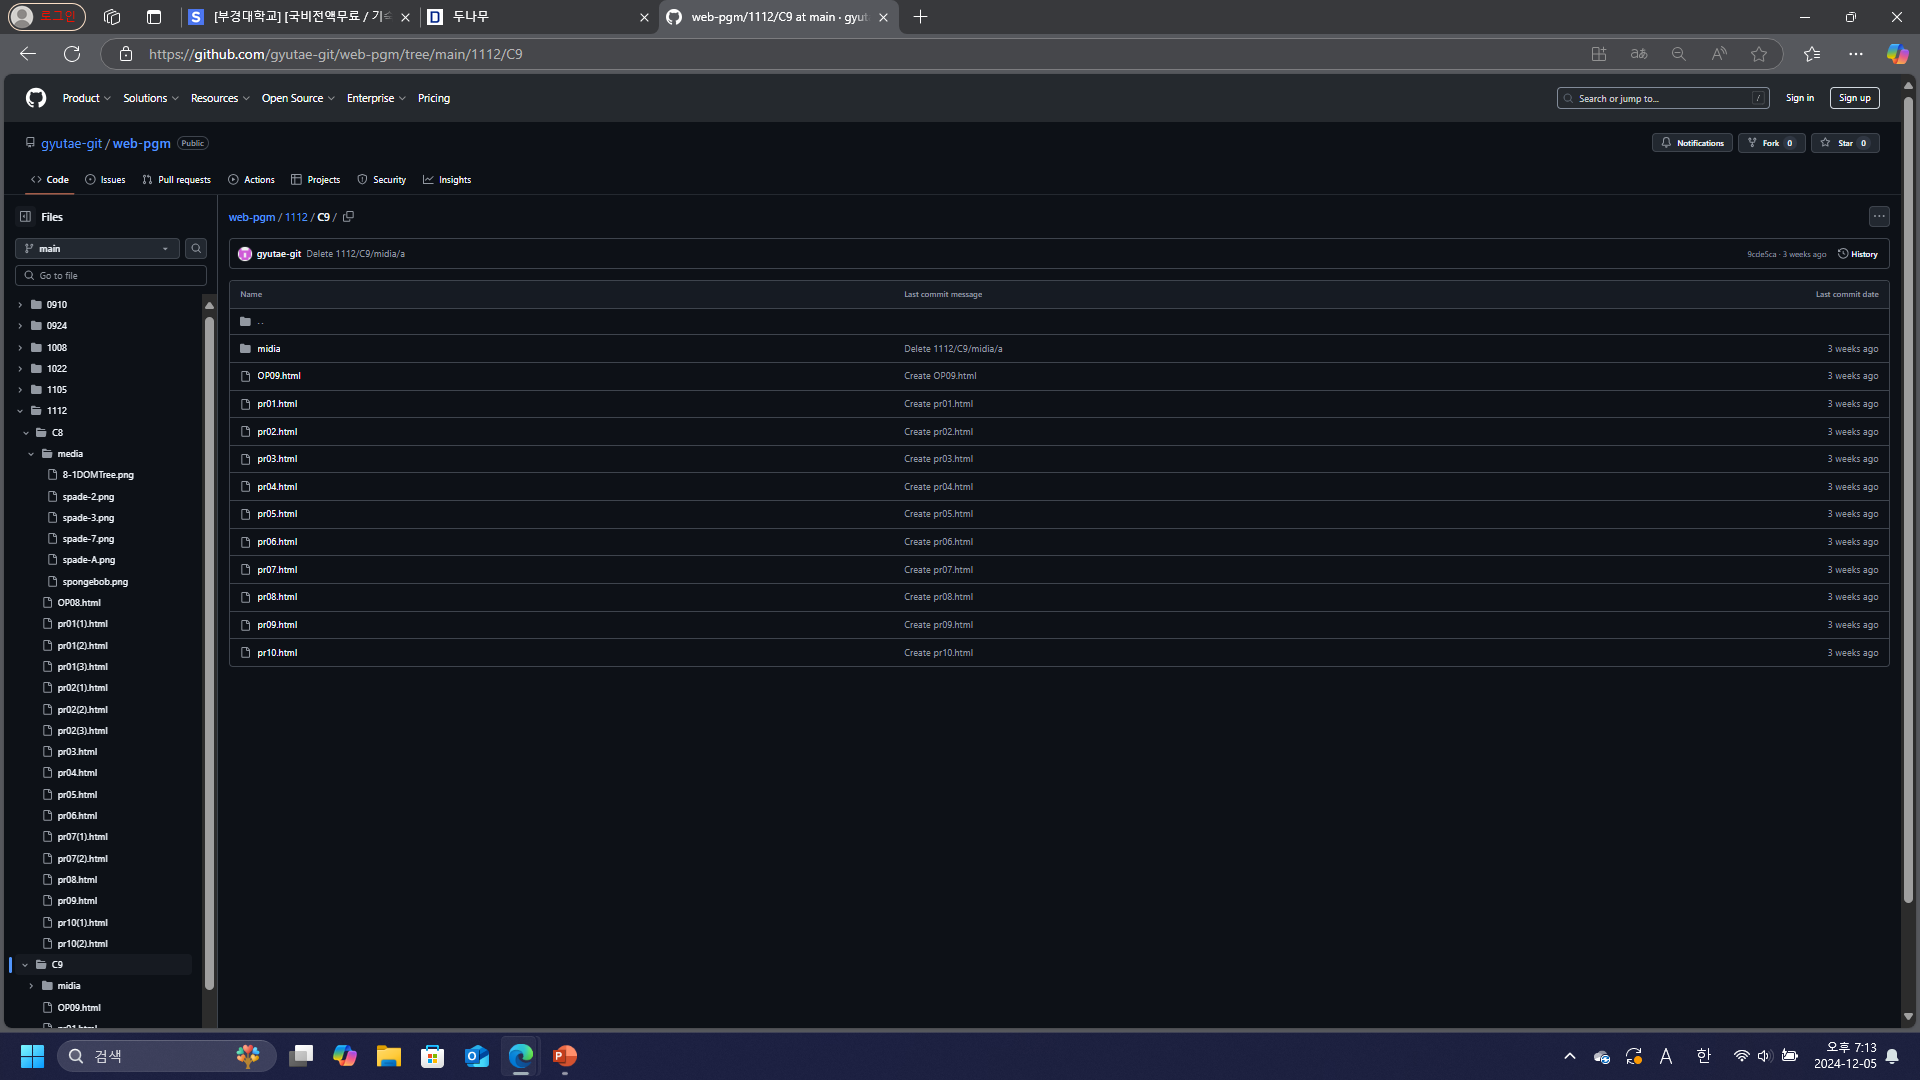 로그인
[부경대학교] [국비전액무료 / 기숙
두나무
web-pgm/1112/C9 at main · gyut
https://github.com/gyutae-git/web-pgm/tree/main/1112/C9
Product Solutions Resources Open Source Enterprise Pricing
Search or jump to... /
Sign in
Sign up
gyutae-git / web-pgm Public
Notifications
Fork 0
Star 0
Code Issues Pull requests Actions Projects Security Insights
Files
main
Go to file
0910
0924
1008
1022
1105
1112
C8
media
8-1DOMTree.png
spade-2.png
spade-3.png
spade-7.png
spade-A.png
spongebob.png
OP08.html
pr01(1).html
pr01(2).html
pr01(3).html
pr02(1).html
pr02(2).html
pr02(3).html
pr03.html
pr04.html
pr05.html
pr06.html
pr07(1).html
pr07(2).html
pr08.html
pr09.html
pr10(1).html
pr10(2).html
C9
midia
OP09.html
pr01.html
web-pgm / 1112 / C9 /
gyutae-git Delete 1112/C9/midia/a 9cde5ca · 3 weeks ago History
Name Last commit message Last commit date
..
midia Delete 1112/C9/midia/a 3 weeks ago
OP09.html Create OP09.html 3 weeks ago
pr01.html Create pr01.html 3 weeks ago
pr02.html Create pr02.html 3 weeks ago
pr03.html Create pr03.html 3 weeks ago
pr04.html Create pr04.html 3 weeks ago
pr05.html Create pr05.html 3 weeks ago
pr06.html Create pr06.html 3 weeks ago
pr07.html Create pr07.html 3 weeks ago
pr08.html Create pr08.html 3 weeks ago
pr09.html Create pr09.html 3 weeks ago
pr10.html Create pr10.html 3 weeks ago
검색
A 한
오후 7:13
2024-12-05